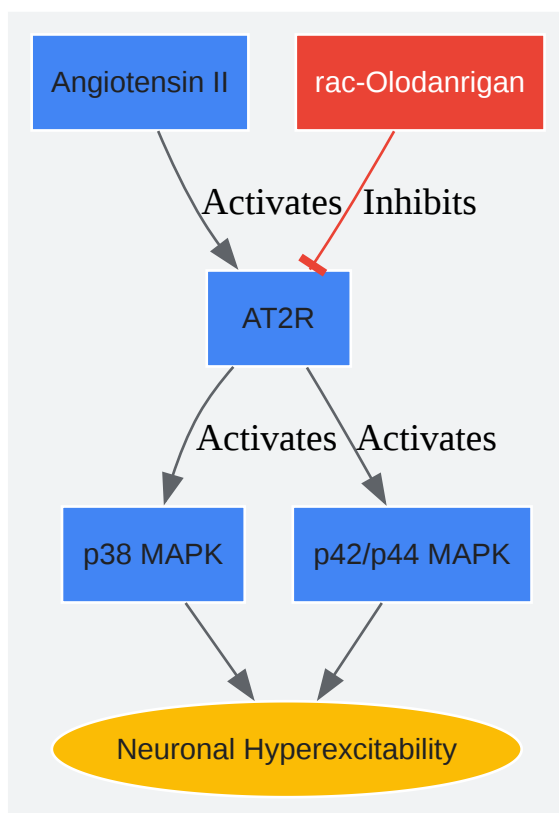 Angiotensin II
rac-Olodanrigan
Activates
Inhibits
AT2R
Activates
Activates
p38 MAPK
p42/p44 MAPK
Neuronal Hyperexcitability